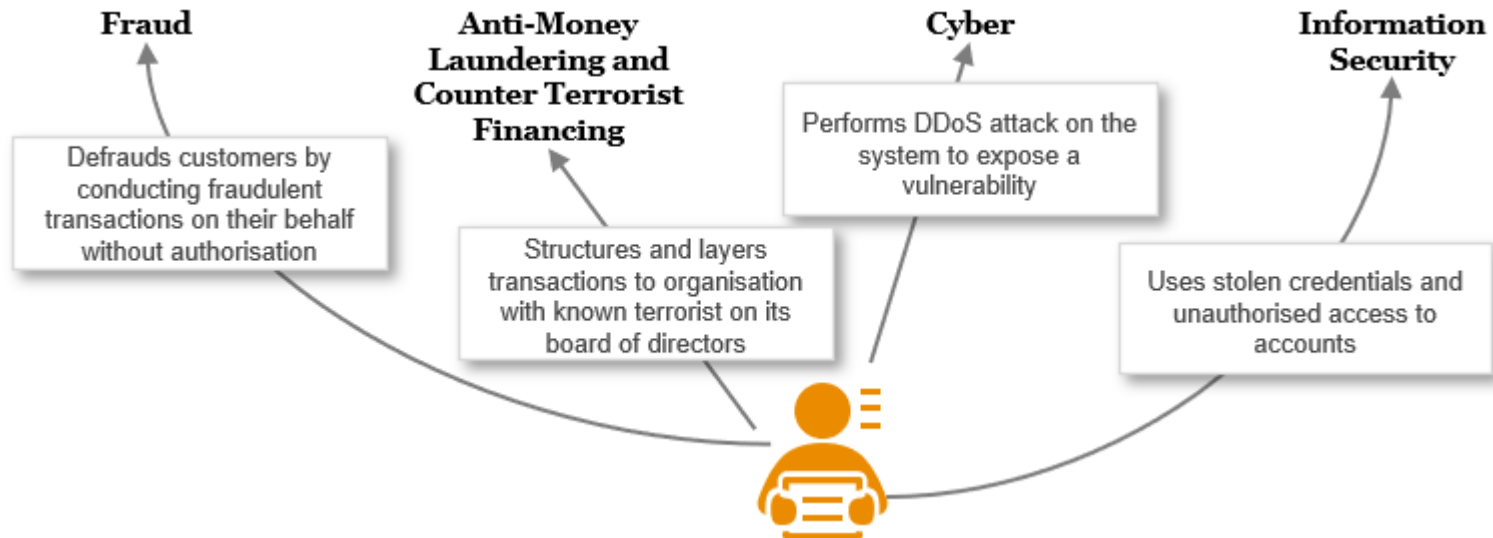 Fraud
Anti-Money
Laundering and
Counter Terrorist
Financing
Cyber
Information
Security
Defrauds customers by
conducting fraudulent
transactions on their behalf
without authorisation
Structures and layers
transactions to organisation
with known terrorist on its
board of directors
Performs DDoS attack on the
system to expose a
vulnerability
Uses stolen credentials and
unauthorised access to
accounts